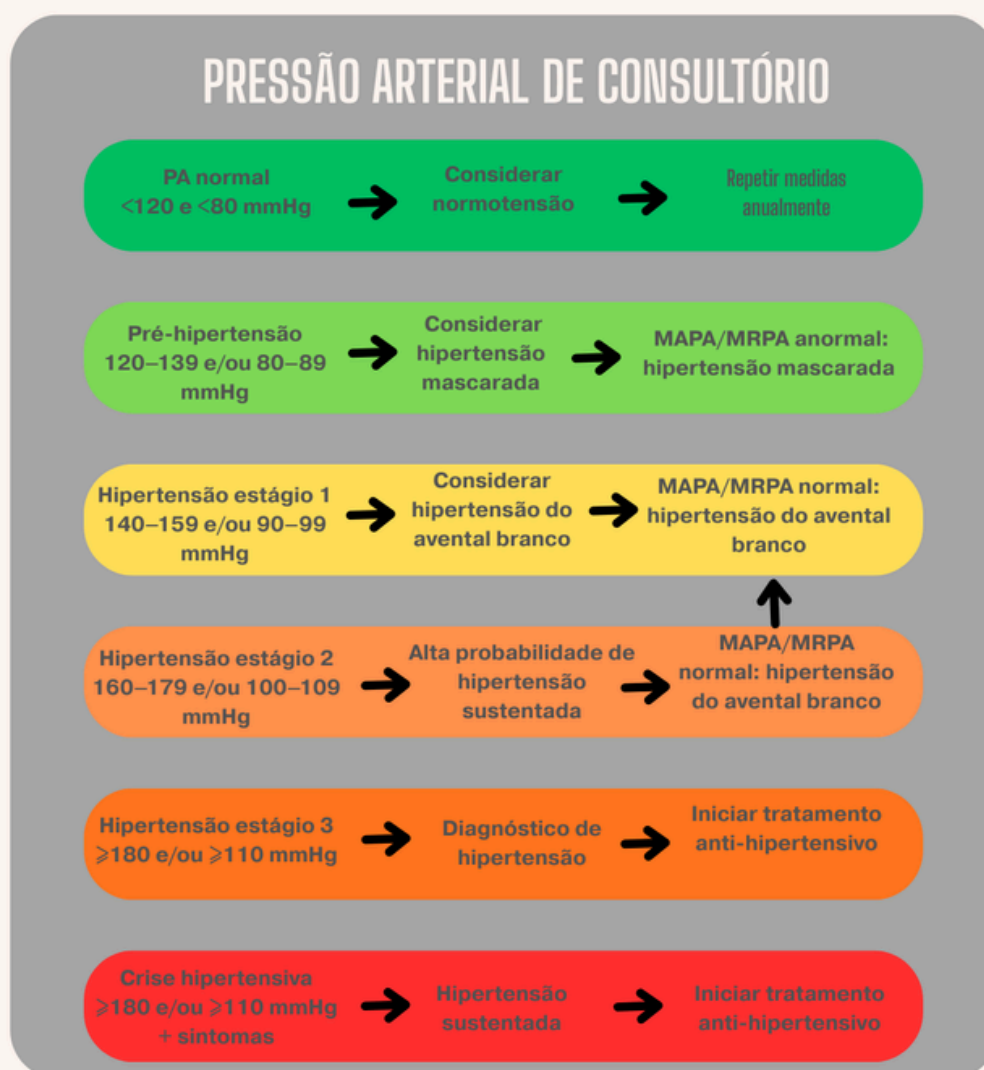 PRESSÃO ARTERIAL DE CONSULTÓRIO
PA normal
<120 e <80 mmHg
Considerar
normotensão
Repetir medidas
anualmente
Pré-hipertensão
120–139 e/ou 80–89
mmHg
Considerar
hipertensão
mascarada
MAPA/MRPA anormal:
hipertensão mascarada
Hipertensão estágio 1
140–159 e/ou 90–99
mmHg
Considerar
hipertensão do
avental branco
MAPA/MRPA normal:
hipertensão do avental
branco
Hipertensão estágio 2
160–179 e/ou 100–109
mmHg
Alta probabilidade de
hipertensão
sustentada
MAPA/MRPA
normal: hipertensão
do avental branco
Hipertensão estágio 3
⩾180 e/ou ⩾110 mmHg
Diagnóstico de
hipertensão
Iniciar tratamento
anti-hipertensivo
Crise hipertensiva
⩾180 e/ou ⩾110 mmHg
+ sintomas
Hipertensão
sustentada
Iniciar tratamento
anti-hipertensivo